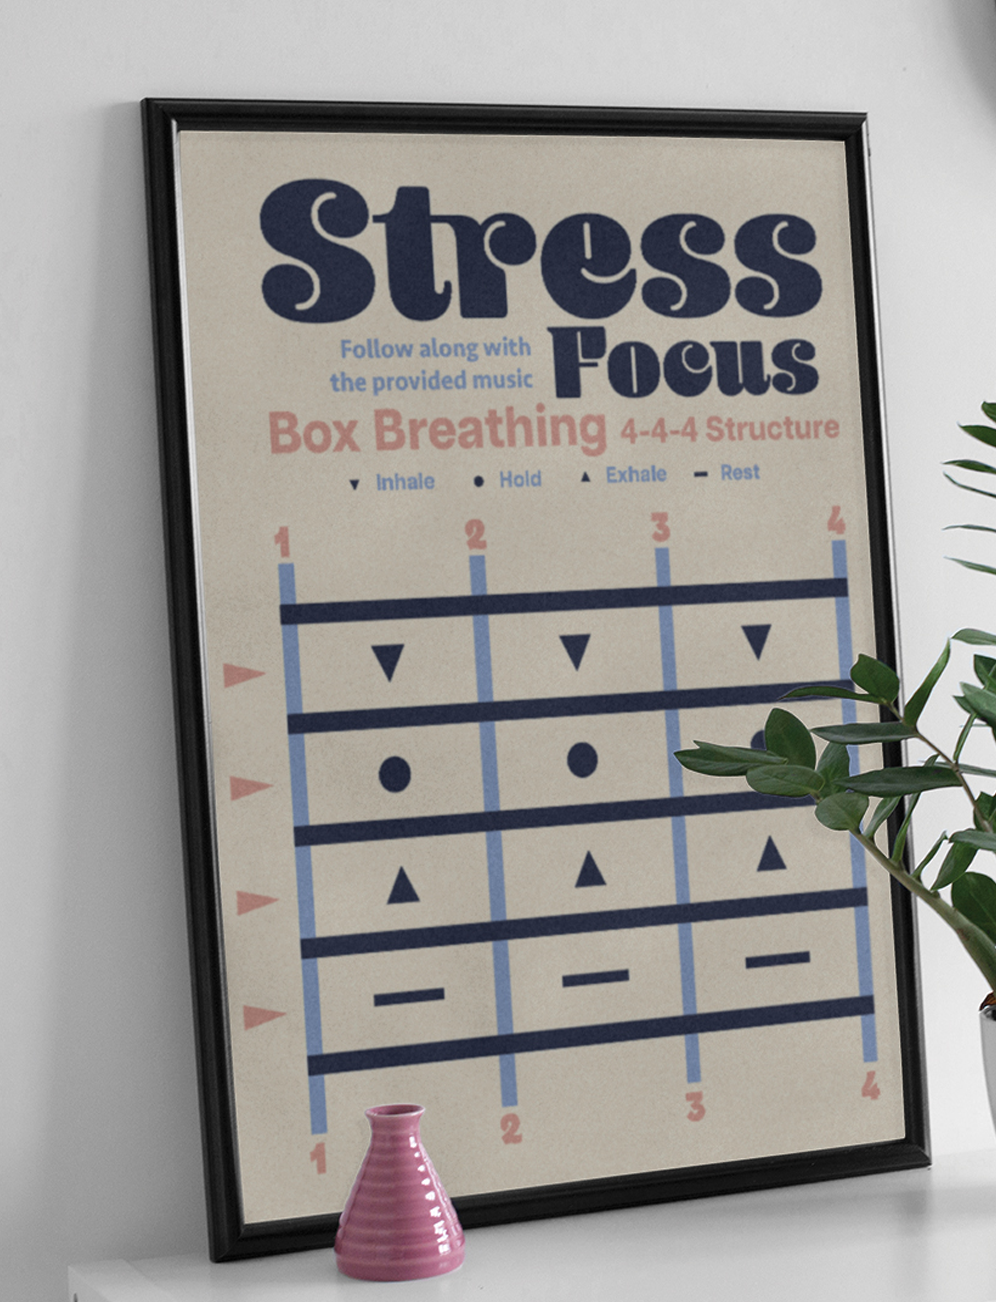 Stress
Follow along with
the provided music
Focus
Box Breathing 4-4-4 Structure
Inhale Hold Exhale Rest
1 2 3 4
1 2 3 4